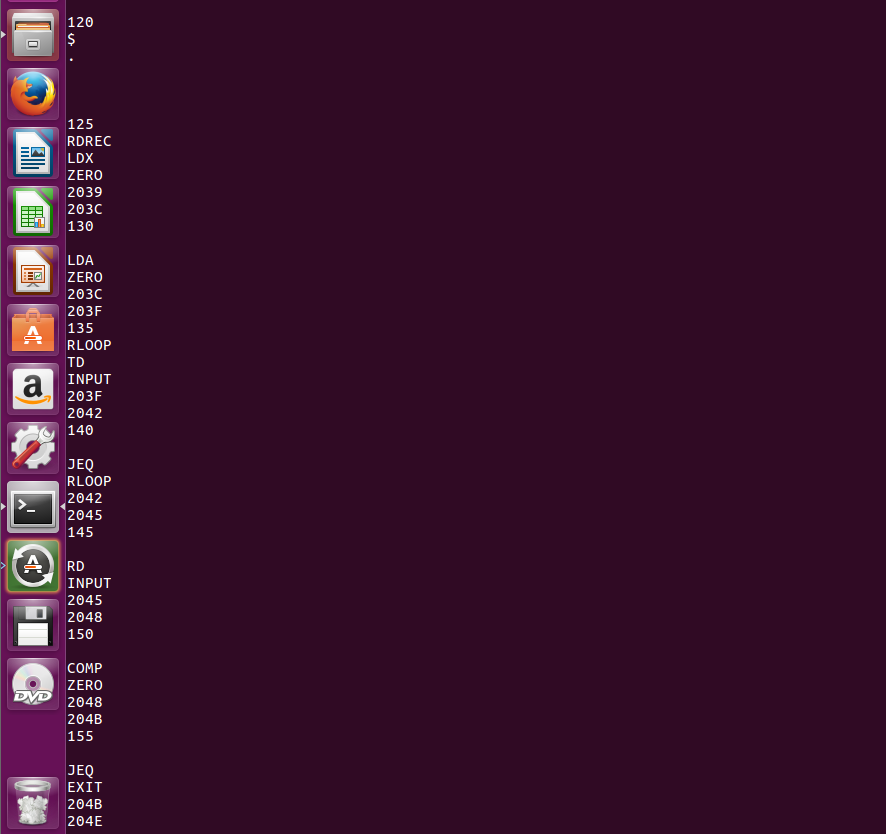 120
$
.
125
RDREC
LDX
ZERO
2039
203C
130
LDA
ZERO
203C
203F
135
RLOOP
TD
INPUT
203F
2042
140
JEQ
RLOOP
2042
2045
145
RD
INPUT
2045
2048
150
COMP
ZERO
2048
204B
155
JEQ
EXIT
204B
204E